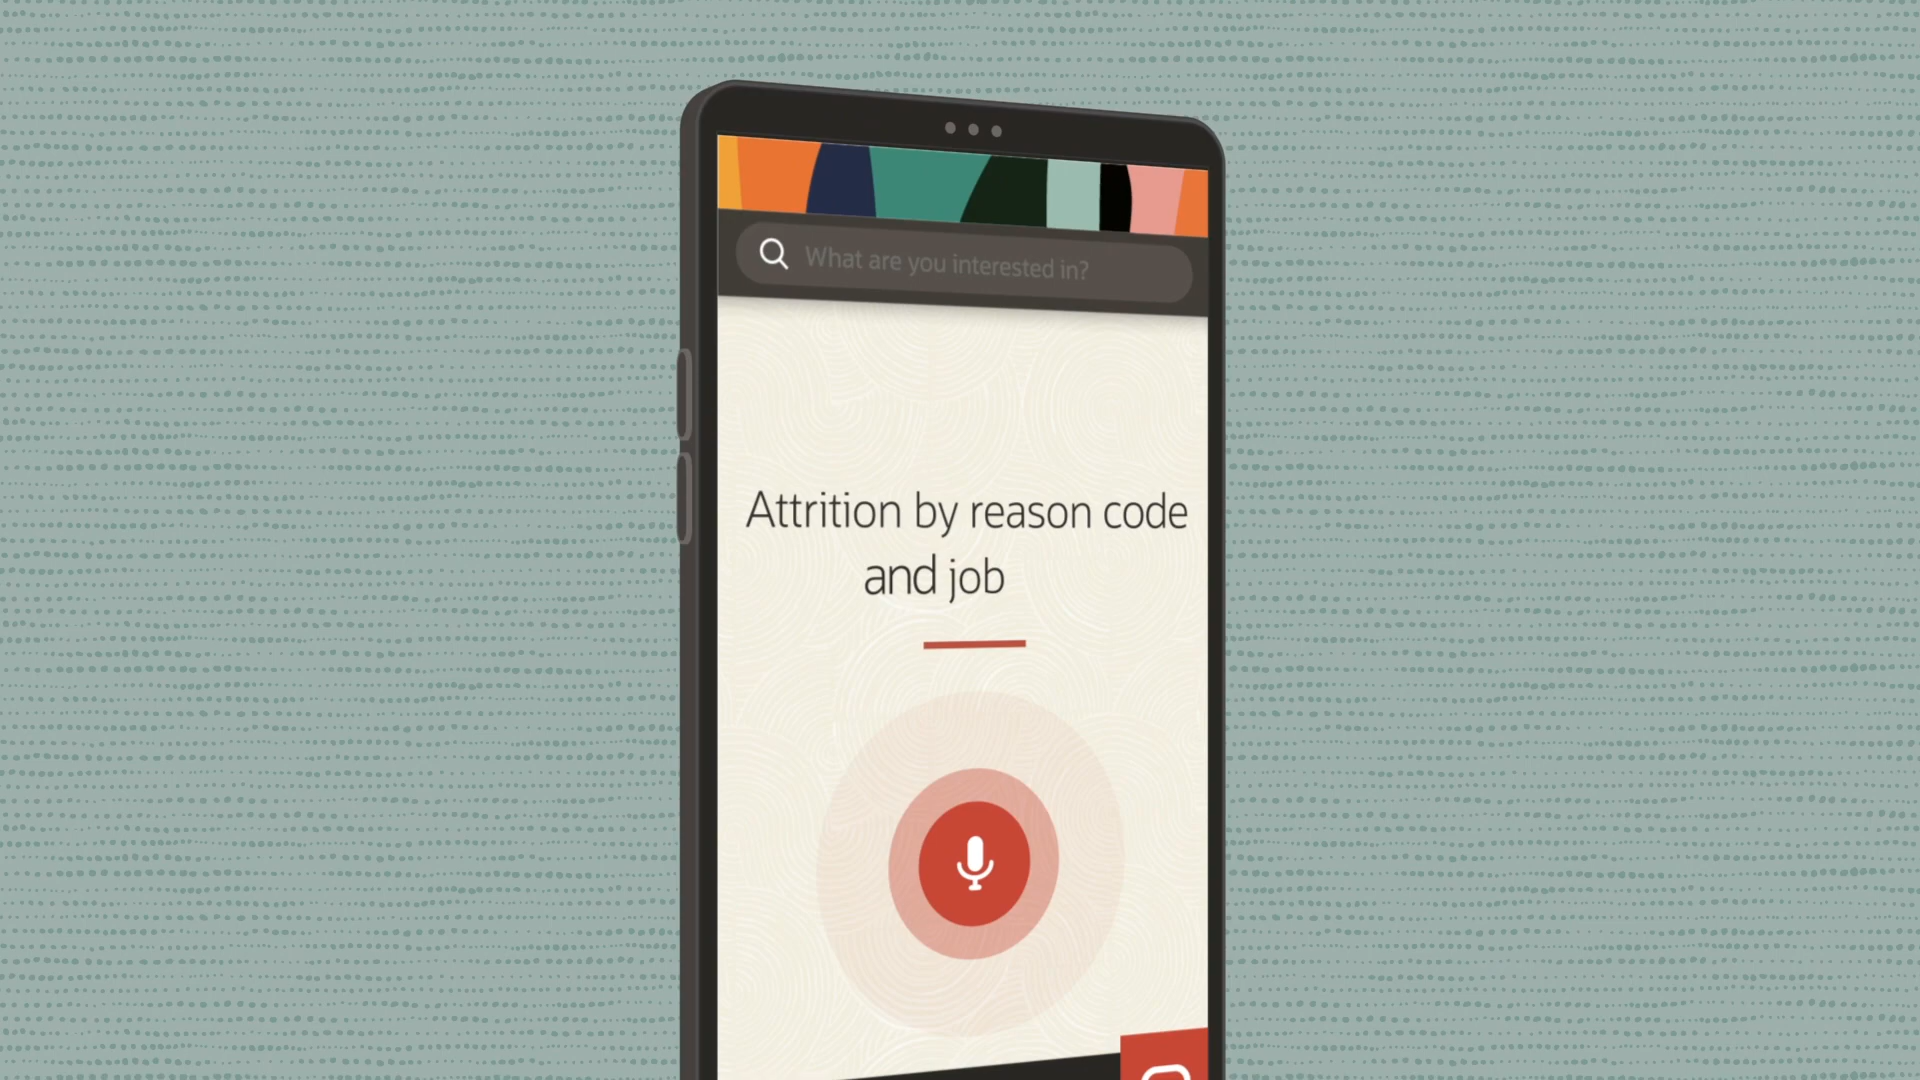 What are you interested in?
Attrition by reason code
and job